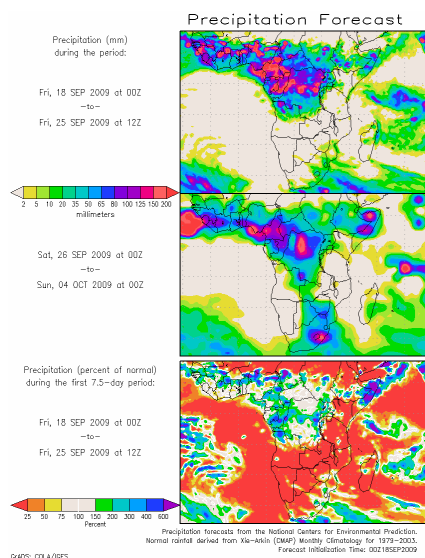 Precipitation Forecast
Precipitation (mm)
during the period:
Fri, 18 SEP 2009 at 00Z
—to—
Fri, 25 SEP 2009 at 12Z
2 5 10 20 35 50 65 80 100 125 150 200
millimeters
Sat, 26 SEP 2009 at 00Z
—to—
Sun, 04 OCT 2009 at 00Z
Precipitation (percent of normal)
during the first 7.5-day period:
Fri, 18 SEP 2009 at 00Z
—to—
Fri, 25 SEP 2009 at 12Z
25 50 75 100 150 200 300 400 600
Percent
Precipitation forecasts from the National Centers for Environmental Prediction.
Normal rainfall derived from Xie-Arkin (CMAP) Monthly Climatology for 1979-2003.
Forecast Initialization Time: 00Z18SEP2009
GrADS: COLA/IGES